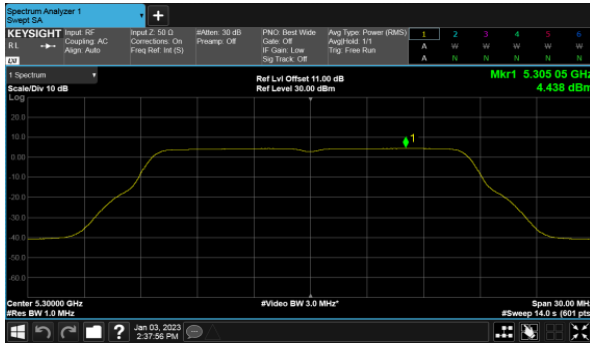 Spectrum Analyzer 1
Swept SA
+
KEYSIGHT Input: RF Input Z: 50 Ω #Atten: 30 dB PNO: Best Wide Avg Type: Power (RMS) 1 2 3 4 5 6
RL Coupling: AC Corrections: On Preamp: Off Gate: Off Avg|Hold: 1/1 A W W W W W
Align: Auto Freq Ref: Int (S) IF Gain: Low Trig: Free Run
LW Sig Track: Off A N N N N N
1 Spectrum Ref Lvl Offset 11.00 dB Mkr1 5.305 05 GHz
Scale/Div 10 dB Ref Level 30.00 dBm 4.438 dBm
Log
20.0
10.0
1
0.00
-10.0
-20.0
-30.0
-40.0
-50.0
-60.0
Center 5.30000 GHz #Video BW 3.0 MHz* Span 30.00 MHz
#Res BW 1.0 MHz #Sweep 14.0 s (601 pts)
? Jan 03, 2023
2:37:56 PM